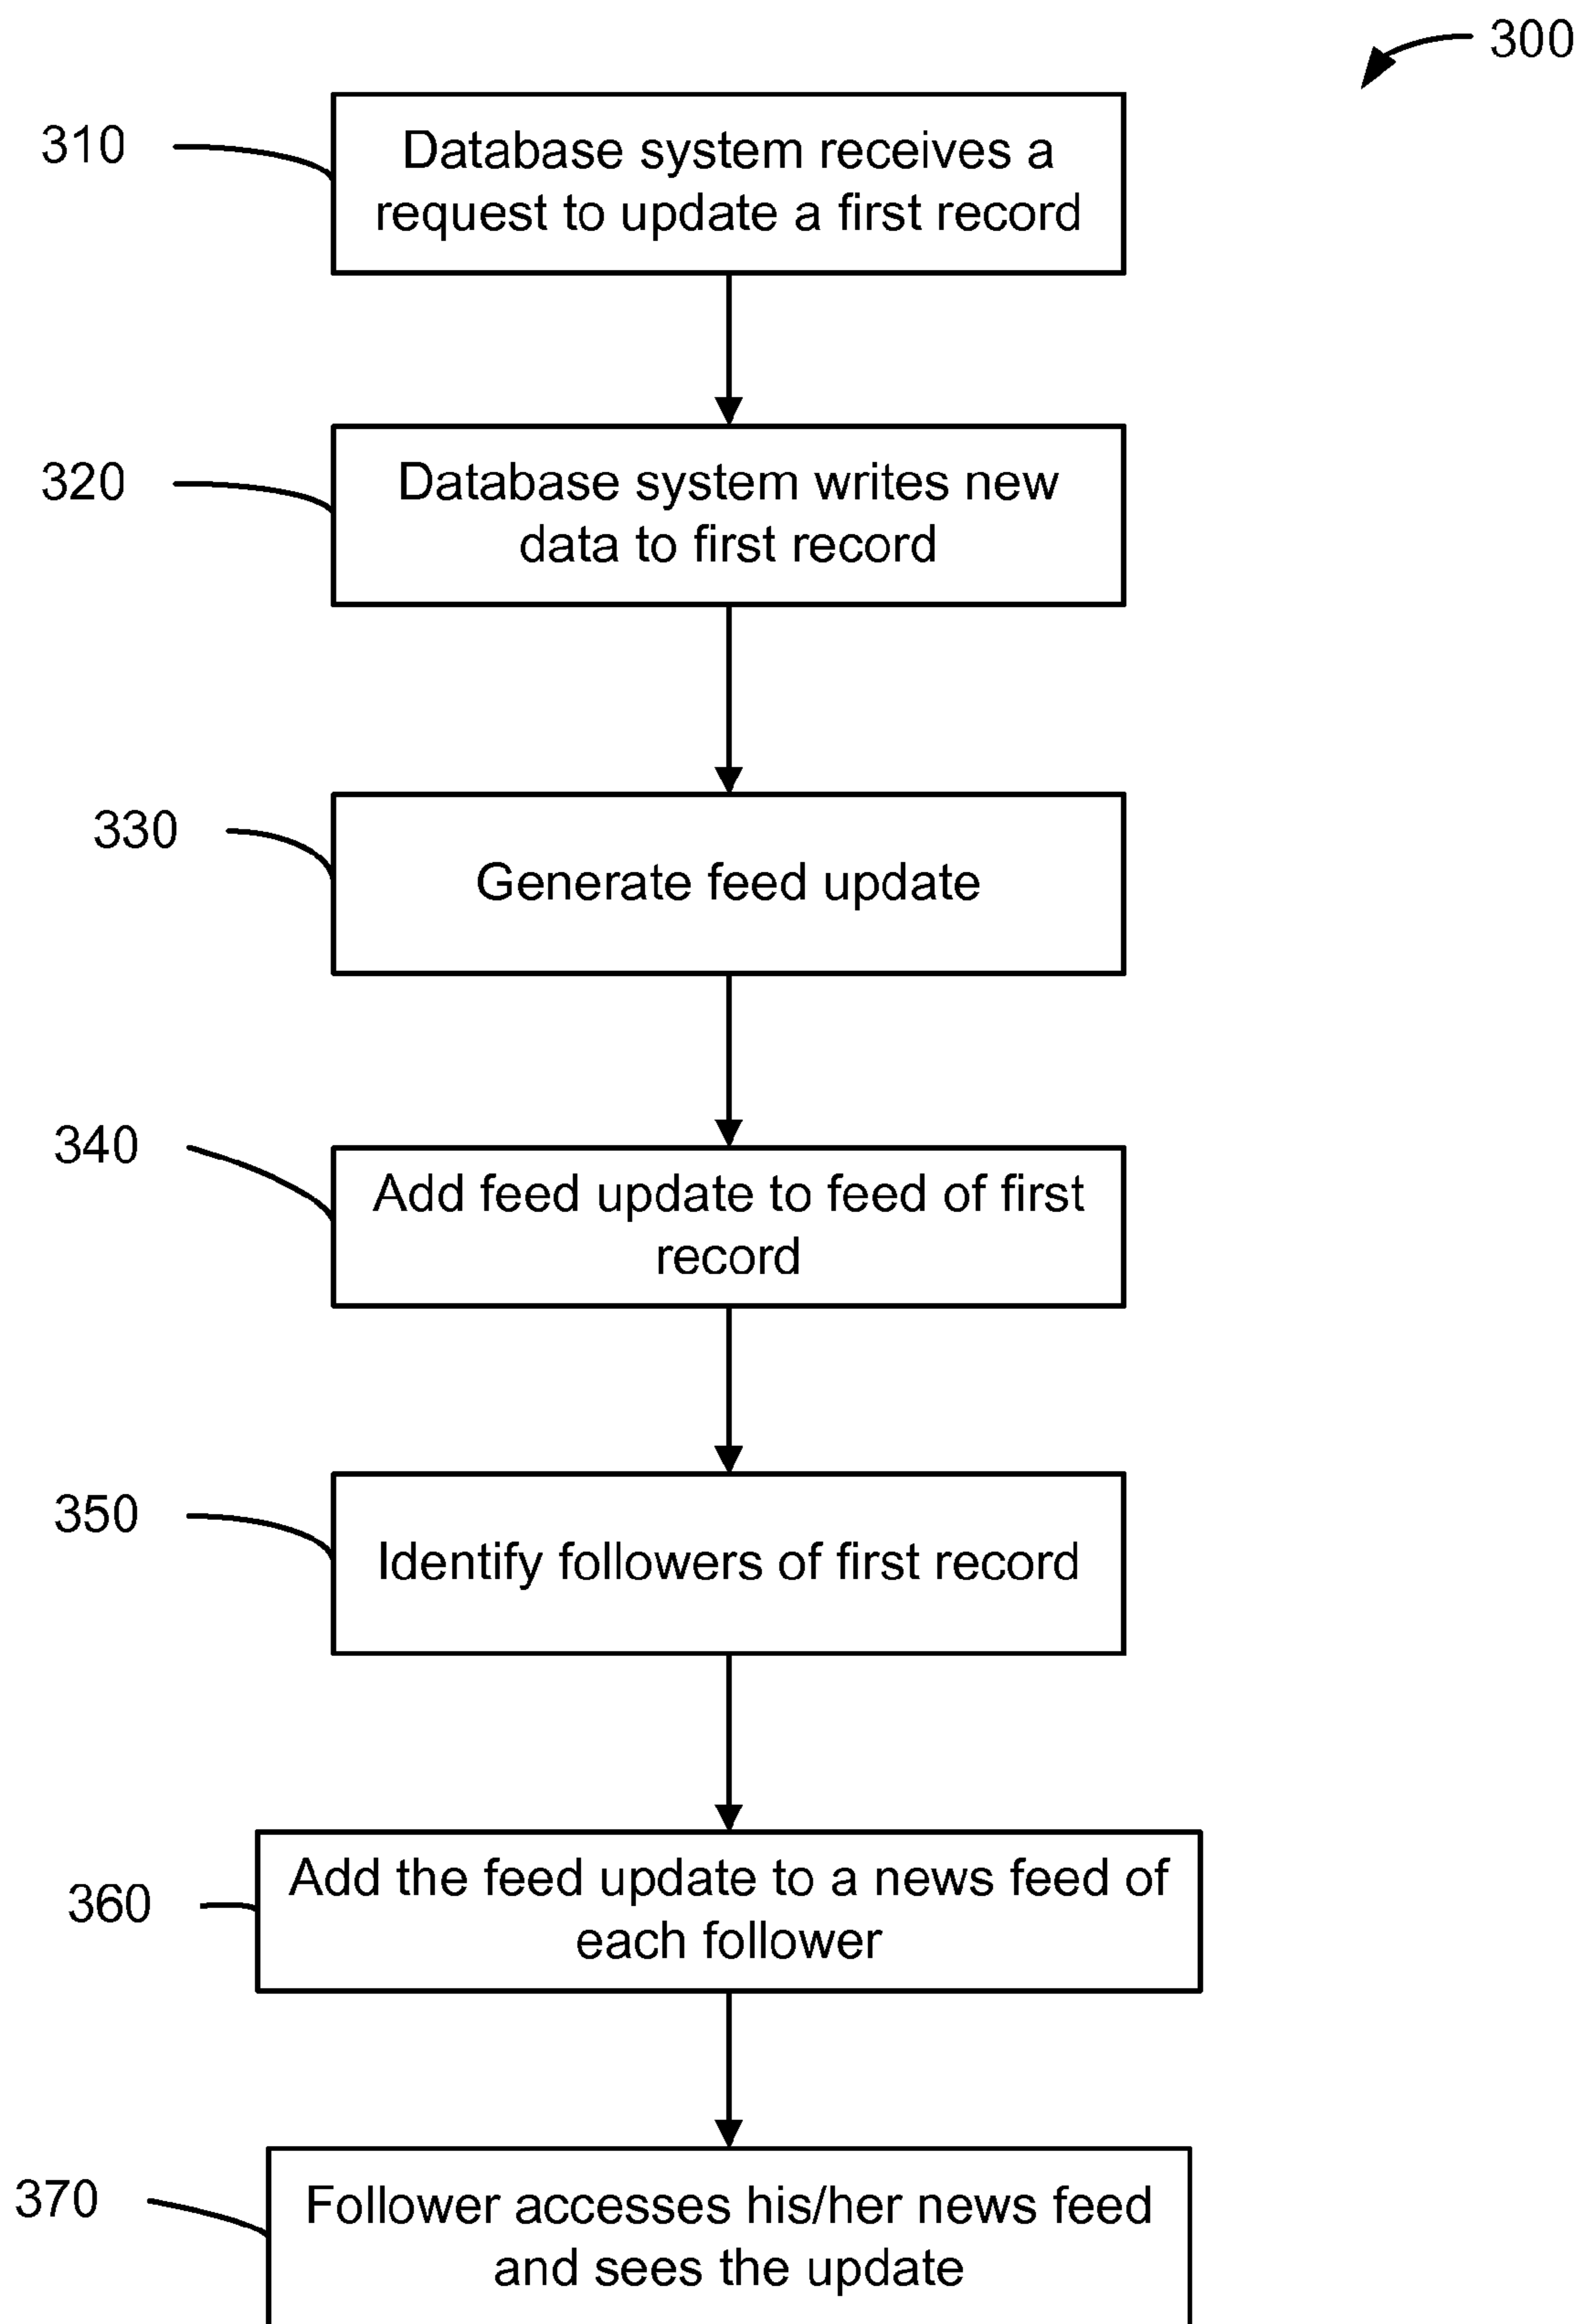 300
310
Database system receives a
request to update a first record
320
Database system writes new
data to first record
330
Generate feed update
340
Add feed update to feed of first
record
350
Identify followers of first record
360
Add the feed update to a news feed of
each follower
370
Follower accesses his/her news feed
and sees the update